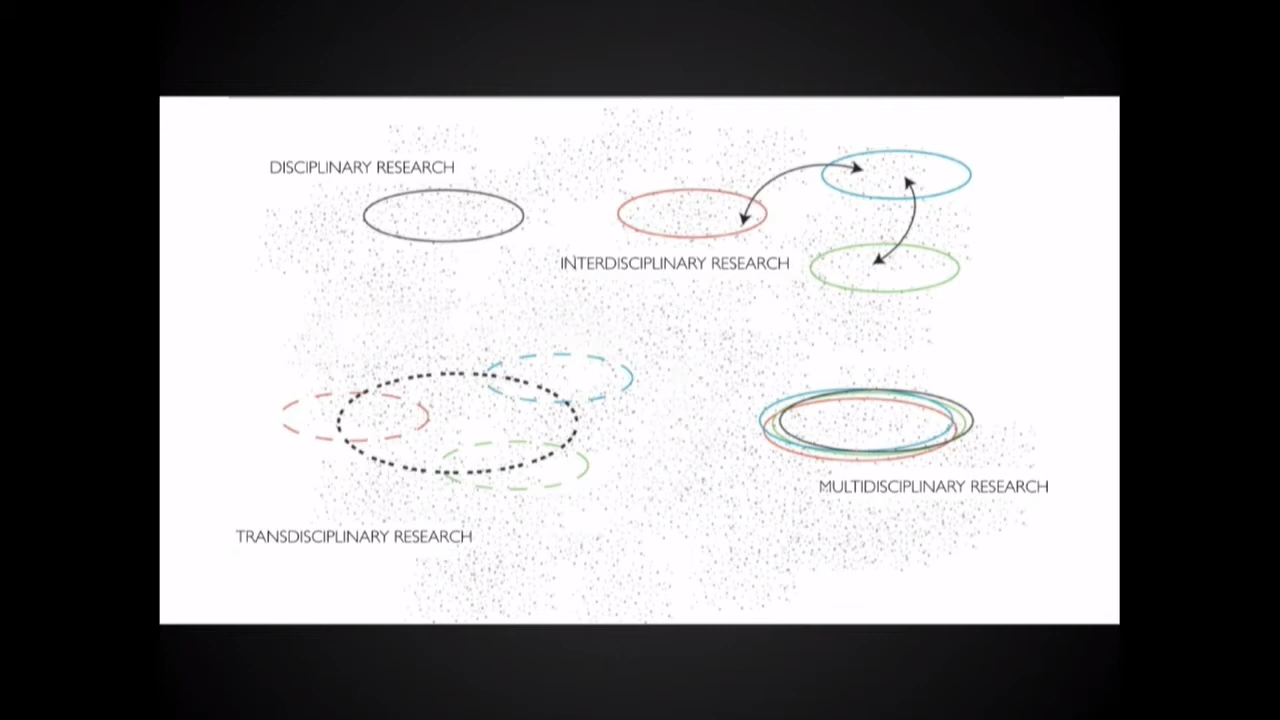 DISCIPLINARY RESEARCH
INTERDISCIPLINARY RESEARCH
MULTIDISCIPLINARY RESEARCH
TRANSDISCIPLINARY RESEARCH